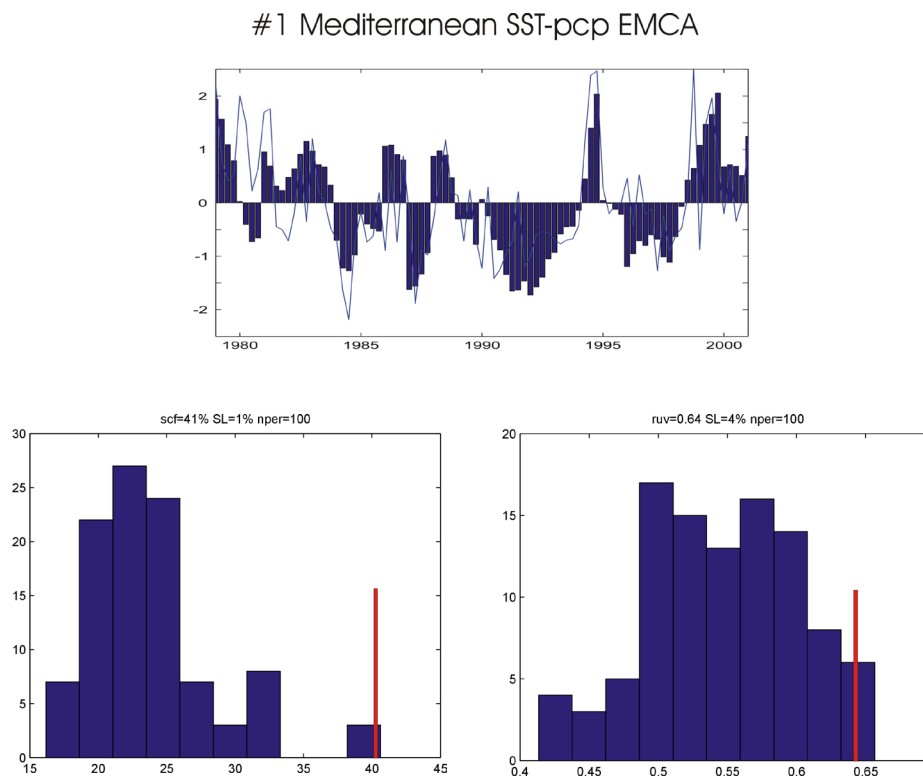 #1 Mediterranean SST-pcp EMCA
2
1
0
-1
-2
1980 1985 1990 1995 2000
scf=41% SL=1% nper=100
30
25
20
15
10
5
0
15 20 25 30 35 40 45
ruv=0.64 SL=4% nper=100
20
15
10
5
0
0.4 0.45 0.5 0.55 0.6 0.65